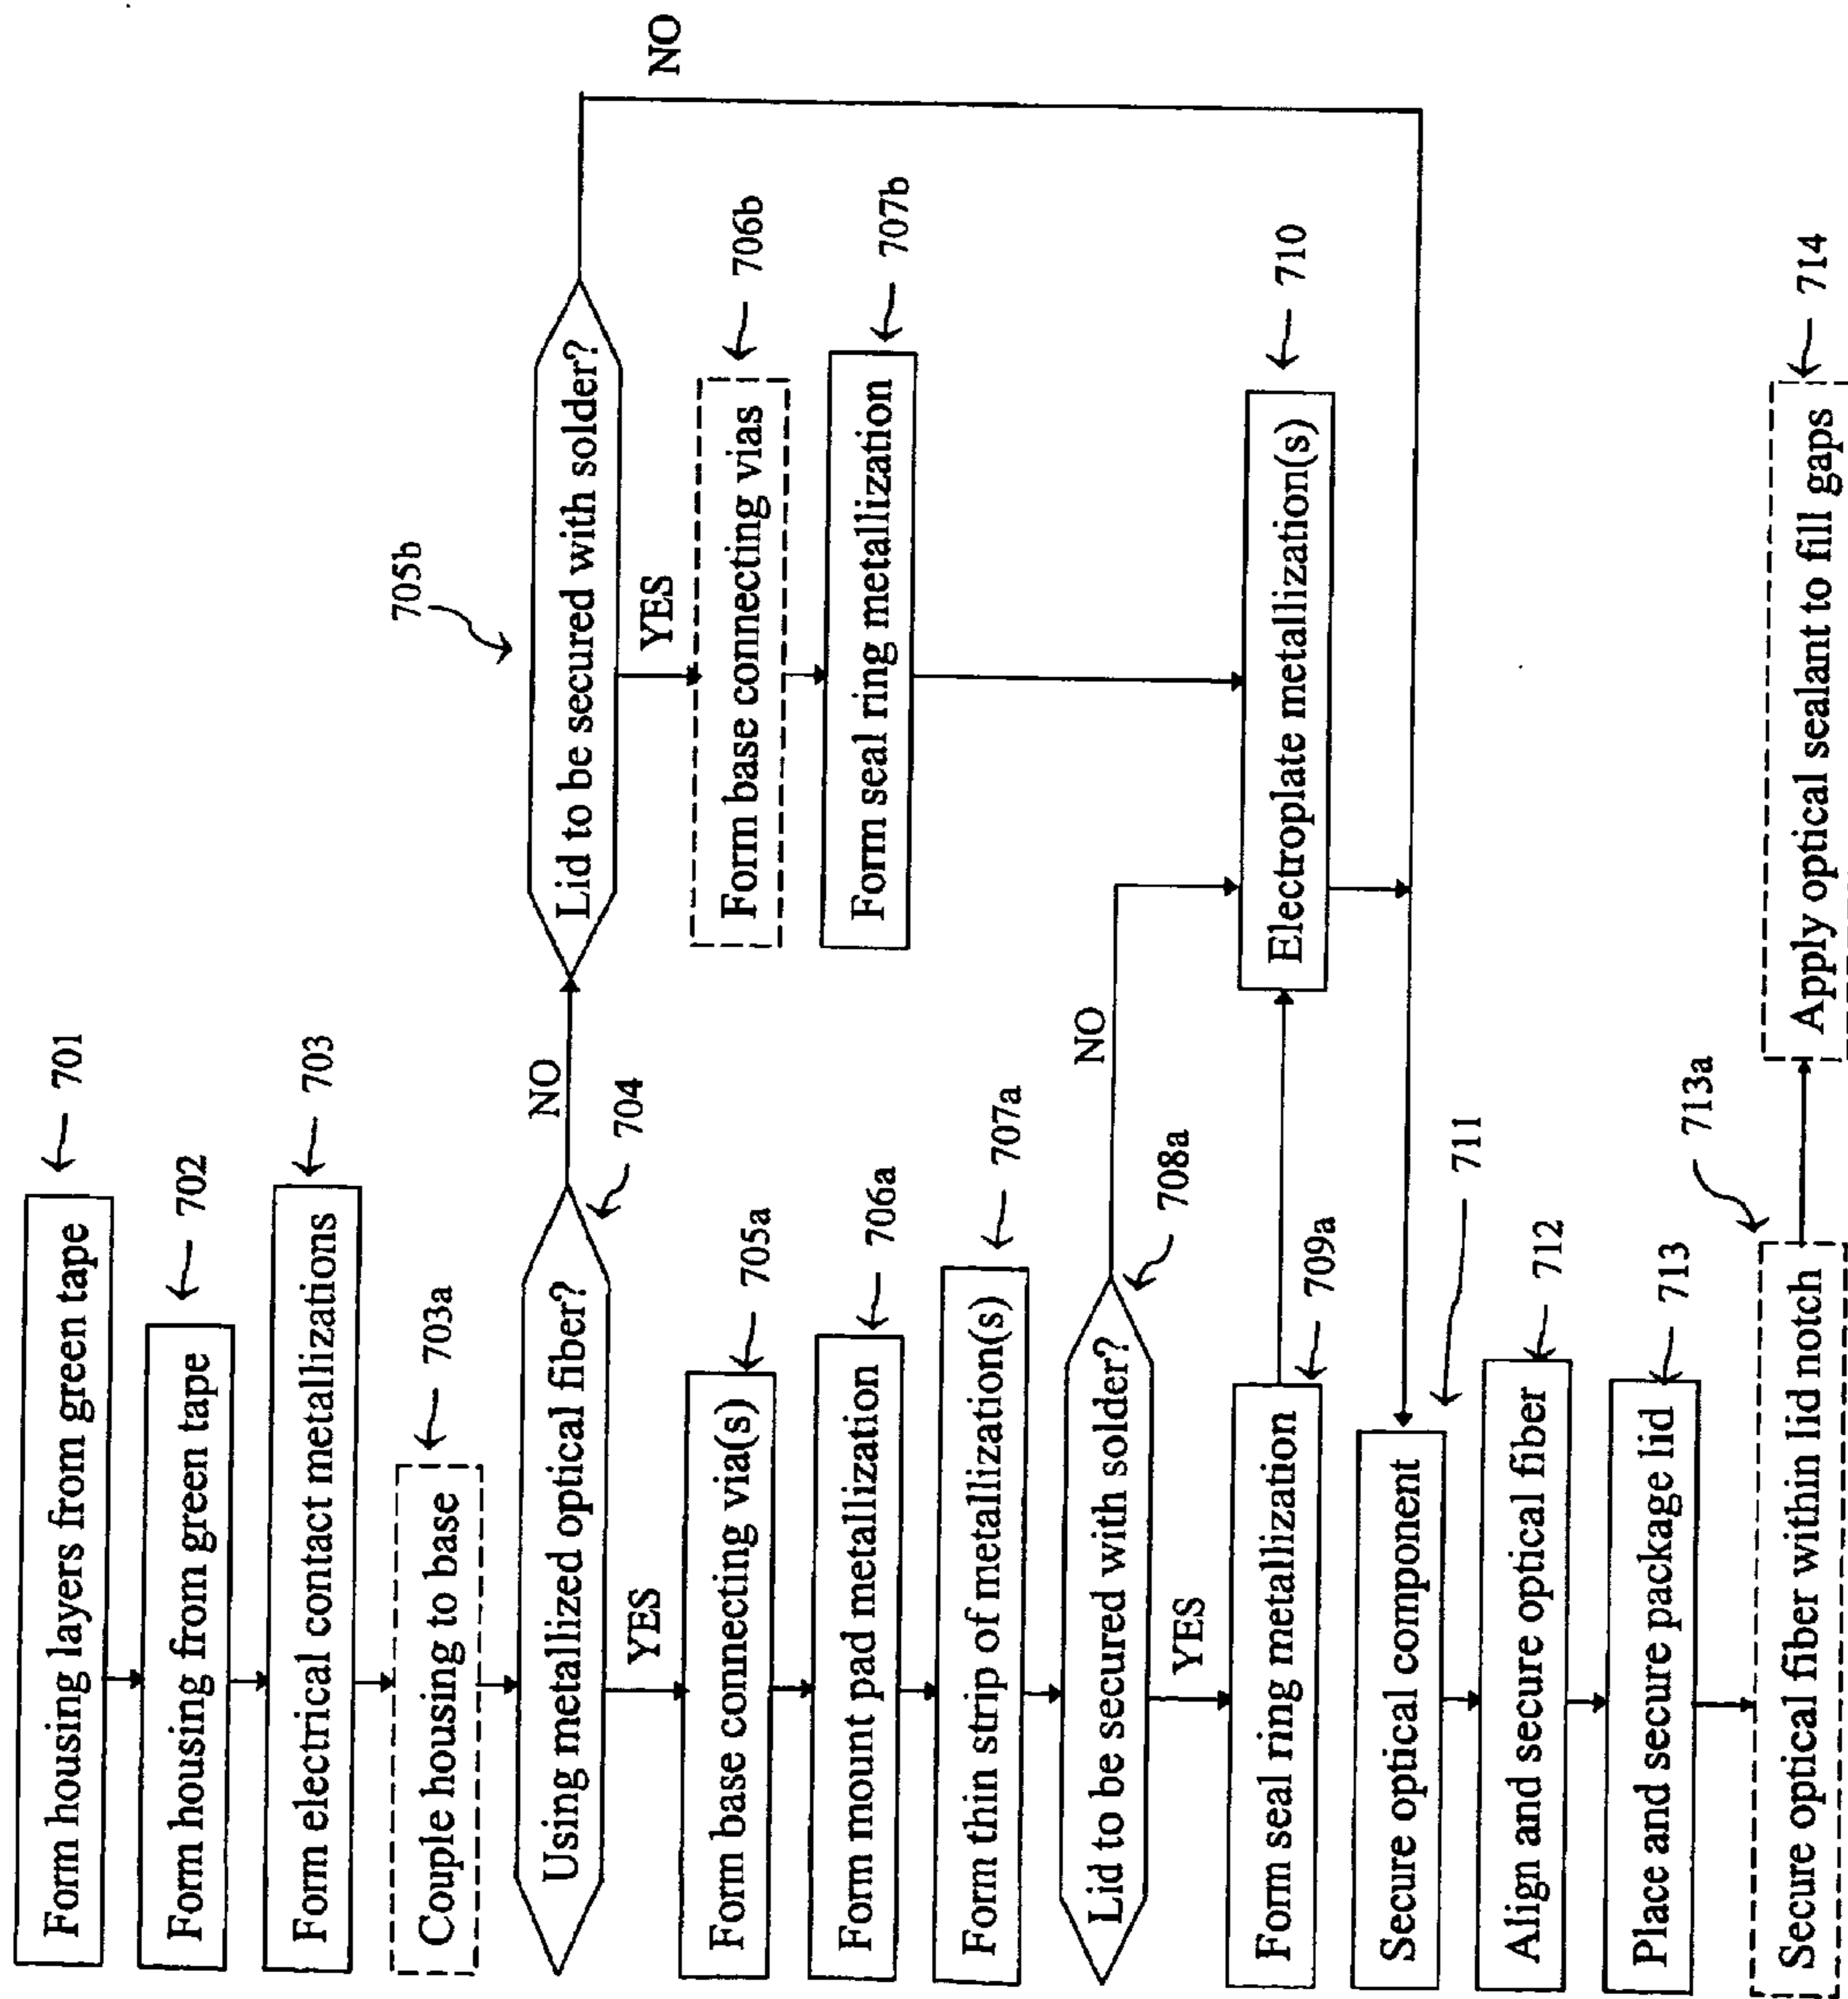 Form housing layers from green tape
701
Form housing from green tape
702
Form electrical contact metallizations
703
Couple housing to base
703a
Using metallized optical fiber?
704
NO
Lid to be secured with solder?
705b
NO
YES
YES
Form base connecting via(s)
705a
Form base connecting vias
706b
Form mount pad metallization
706a
Form seal ring metallization
707b
Form thin strip of metallization(s)
707a
Lid to be secured with solder?
708a
NO
YES
Form seal ring metallization
709a
Electroplate metallization(s)
710
Secure optical component
711
Align and secure optical fiber
712
Place and secure package lid
713
Secure optical fiber within lid notch
713a
Apply optical sealant to fill gaps
714